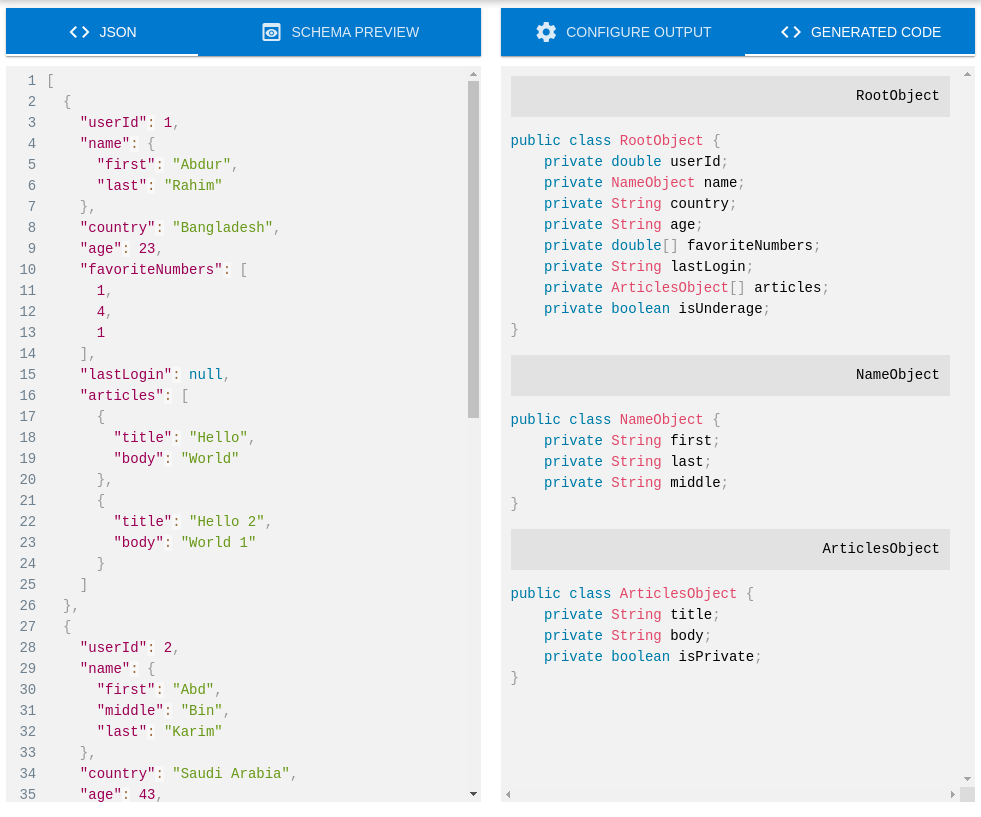 JSON
SCHEMA PREVIEW
1 [
2   {
3     "userId": 1,
4     "name": {
5       "first": "Abdur",
6       "last": "Rahim"
7     },
8     "country": "Bangladesh",
9     "age": 23,
10     "favoriteNumbers": [
11       1,
12       4,
13       1
14     ],
15     "lastLogin": null,
16     "articles": [
17       {
18         "title": "Hello",
19         "body": "World"
20       },
21       {
22         "title": "Hello 2",
23         "body": "World 1"
24       }
25     ]
26   },
27   {
28     "userId": 2,
29     "name": {
30       "first": "Abd",
31       "middle": "Bin",
32       "last": "Karim"
33     },
34     "country": "Saudi Arabia",
35     "age": 43,
CONFIGURE OUTPUT
GENERATED CODE
RootObject
public class RootObject {
    private double userId;
    private NameObject name;
    private String country;
    private String age;
    private double[] favoriteNumbers;
    private String lastLogin;
    private ArticlesObject[] articles;
    private boolean isUnderage;
}
NameObject
public class NameObject {
    private String first;
    private String last;
    private String middle;
}
ArticlesObject
public class ArticlesObject {
    private String title;
    private String body;
    private boolean isPrivate;
}